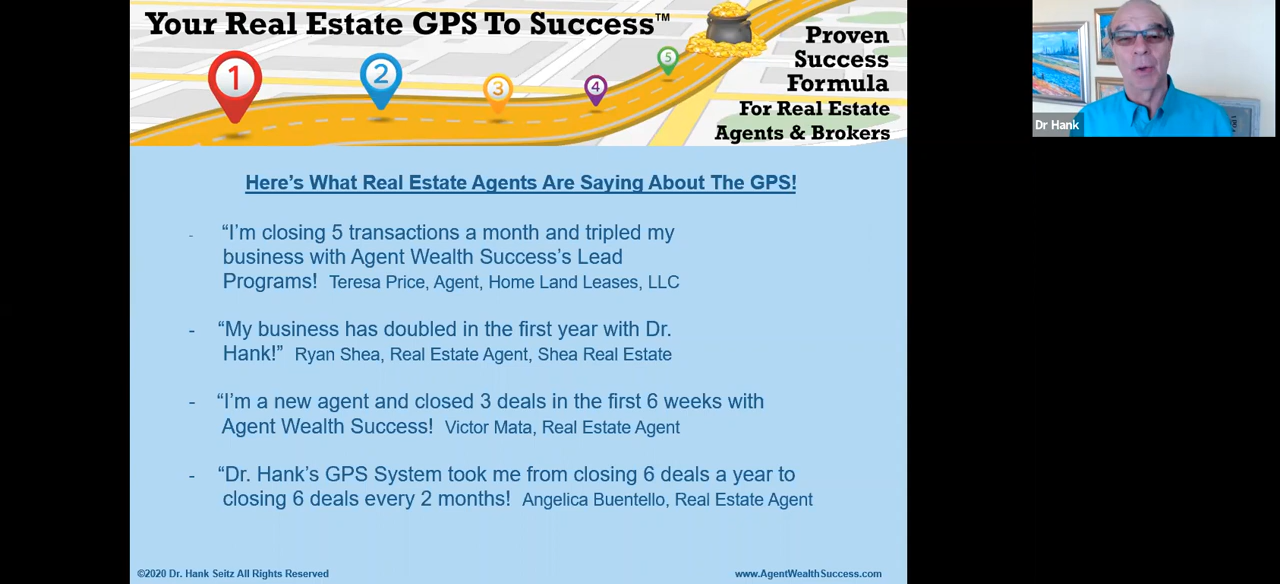 Your Real Estate GPS To Success™
1
2
3
4
5
Proven
Success
Formula
For Real Estate
Agents & Brokers
Dr Hank
Here’s What Real Estate Agents Are Saying About The GPS!
- “I’m closing 5 transactions a month and tripled my
business with Agent Wealth Success’s Lead
Programs! Teresa Price, Agent, Home Land Leases, LLC
- “My business has doubled in the first year with Dr.
Hank!” Ryan Shea, Real Estate Agent, Shea Real Estate
- “I’m a new agent and closed 3 deals in the first 6 weeks with
Agent Wealth Success! Victor Mata, Real Estate Agent
- “Dr. Hank’s GPS System took me from closing 6 deals a year to
closing 6 deals every 2 months! Angelica Buentello, Real Estate Agent
©2020 Dr. Hank Seitz All Rights Reserved
www.AgentWealthSuccess.com